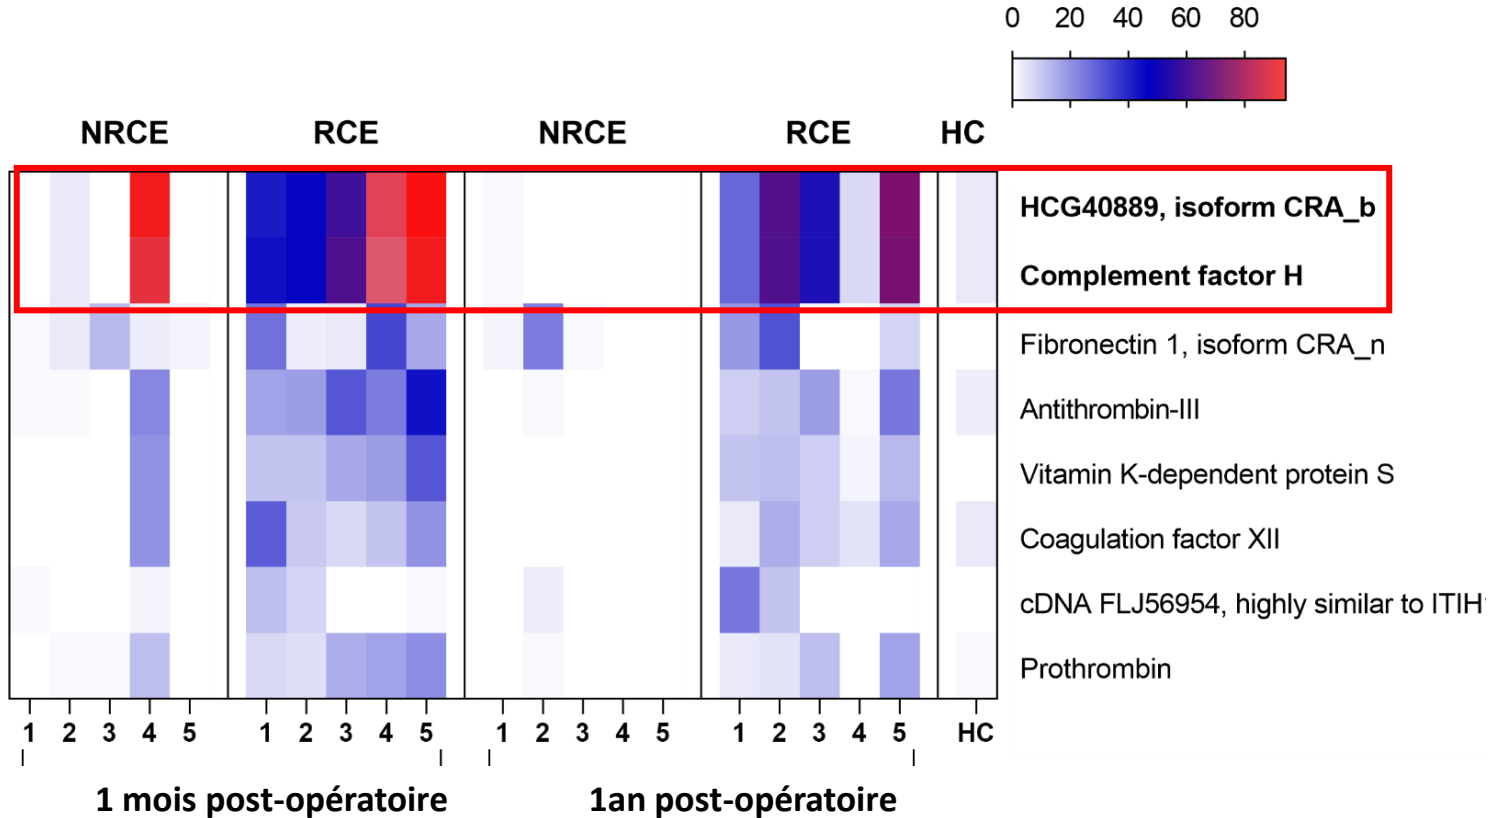 0 20 40 60 80
NRCE RCE NRCE RCE HC
HCG40889, isoform CRA_b
Complement factor H
Fibronectin 1, isoform CRA_n
Antithrombin-III
Vitamin K-dependent protein S
Coagulation factor XII
cDNA FLJ56954, highly similar to ITIH1
Prothrombin
1 2 3 4 5 1 2 3 4 5 1 2 3 4 5 1 2 3 4 5 HC
1 mois post-opératoire 1an post-opératoire